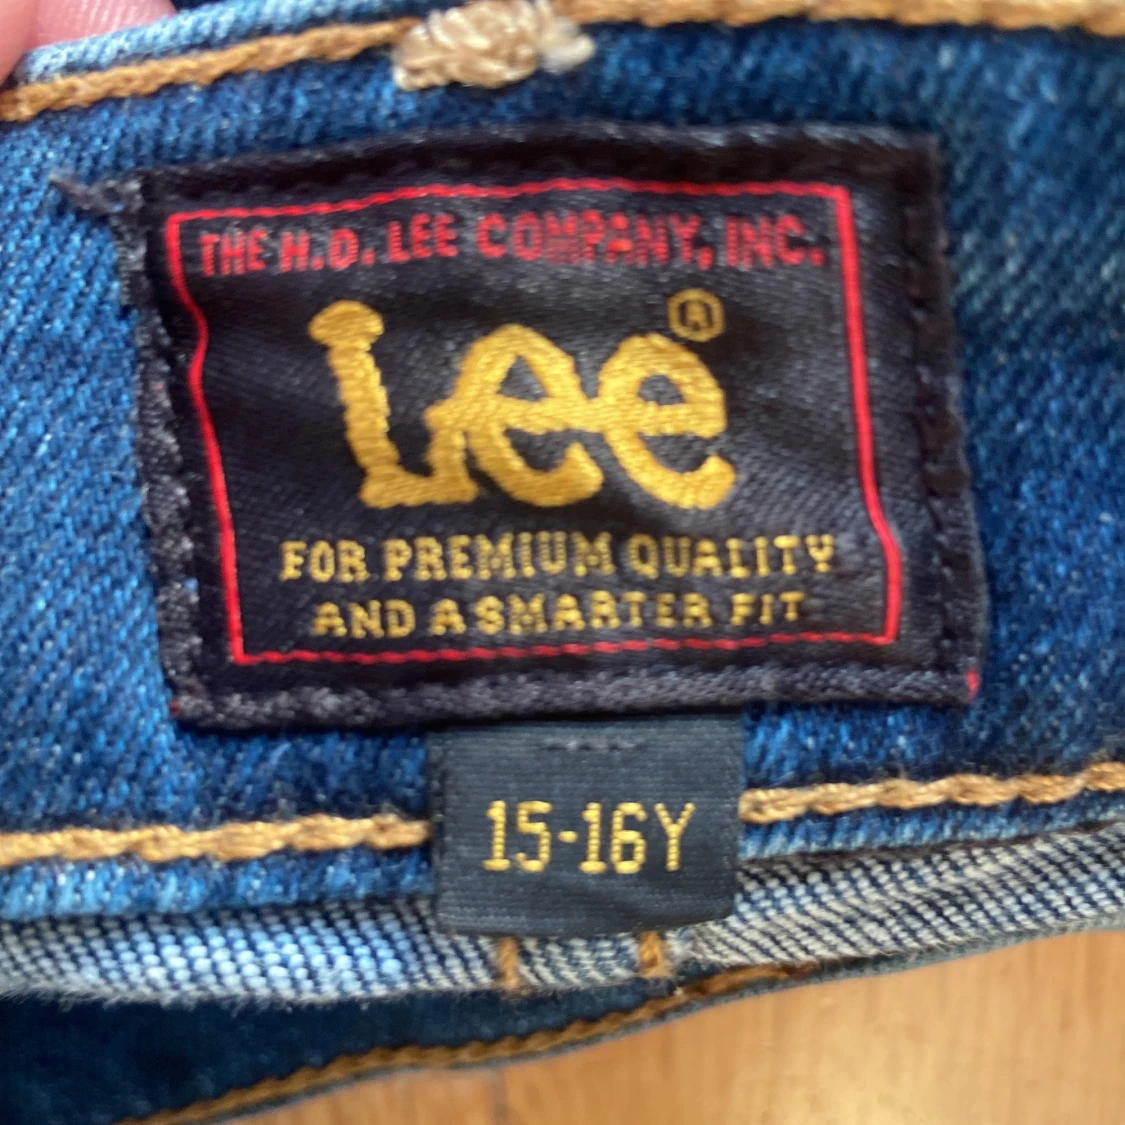 THE H.D. LEE COMPANY, INC.
Lee®
FOR PREMIUM QUALITY
AND A SMARTER FIT
15-16Y